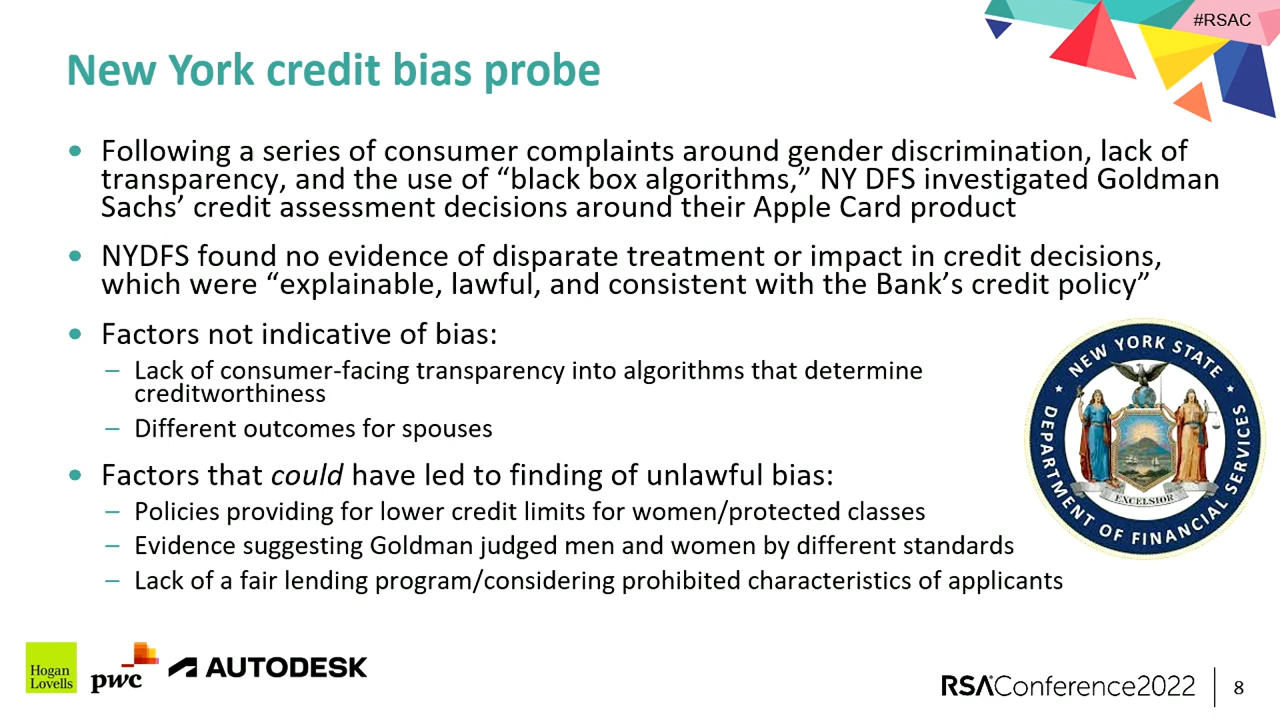 #RSAC
New York credit bias probe
• Following a series of consumer complaints around gender discrimination, lack of
transparency, and the use of “black box algorithms,” NY DFS investigated Goldman
Sachs’ credit assessment decisions around their Apple Card product
• NYDFS found no evidence of disparate treatment or impact in credit decisions,
which were “explainable, lawful, and consistent with the Bank’s credit policy”
• Factors not indicative of bias:
– Lack of consumer-facing transparency into algorithms that determine
creditworthiness
– Different outcomes for spouses
• Factors that could have led to finding of unlawful bias:
– Policies providing for lower credit limits for women/protected classes
– Evidence suggesting Goldman judged men and women by different standards
– Lack of a fair lending program/considering prohibited characteristics of applicants
NEW YORK STATE
DEPARTMENT OF FINANCIAL SERVICES
EXCELSIOR
Hogan
Lovells
pwc
AUTODESK
RSAConference2022
8